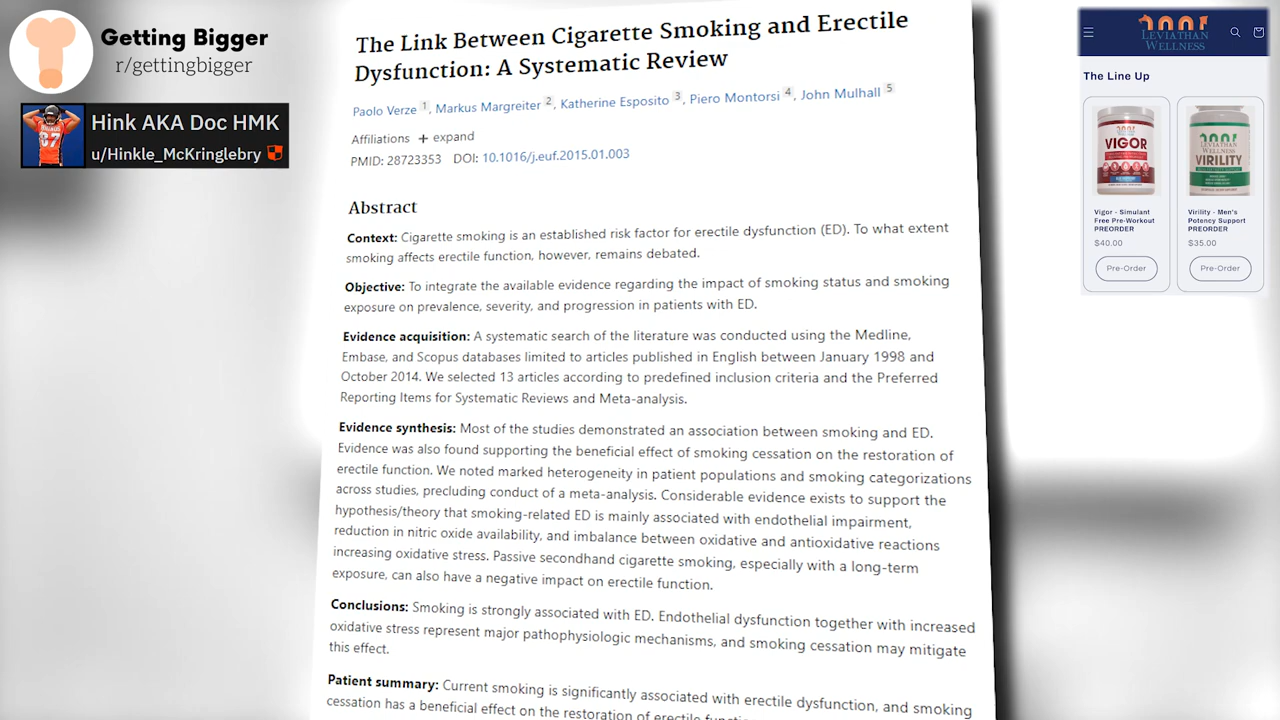 Getting Bigger
r/gettingbigger
Hink AKA Doc HMK
u/Hinkle_McKringlebry
The Link Between Cigarette Smoking and Erectile
Dysfunction: A Systematic Review
Paolo Verze 1, Markus Margreiter 2, Katherine Esposito 3, Piero Montorsi 4, John Mulhall 5
Affiliations + expand
PMID: 28723353 DOI: 10.1016/j.euf.2015.01.003
Abstract
Context: Cigarette smoking is an established risk factor for erectile dysfunction (ED). To what extent
smoking affects erectile function, however, remains debated.
Objective: To integrate the available evidence regarding the impact of smoking status and smoking
exposure on prevalence, severity, and progression in patients with ED.
Evidence acquisition: A systematic search of the literature was conducted using the Medline,
Embase, and Scopus databases limited to articles published in English between January 1998 and
October 2014. We selected 13 articles according to predefined inclusion criteria and the Preferred
Reporting Items for Systematic Reviews and Meta-analysis.
Evidence synthesis: Most of the studies demonstrated an association between smoking and ED.
Evidence was also found supporting the beneficial effect of smoking cessation on the restoration of
erectile function. We noted marked heterogeneity in patient populations and smoking categorizations
across studies, precluding conduct of a meta-analysis. Considerable evidence exists to support the
hypothesis/theory that smoking-related ED is mainly associated with endothelial impairment,
reduction in nitric oxide availability, and imbalance between oxidative and antioxidative reactions
increasing oxidative stress. Passive secondhand cigarette smoking, especially with a long-term
exposure, can also have a negative impact on erectile function.
Conclusions: Smoking is strongly associated with ED. Endothelial dysfunction together with increased
oxidative stress represent major pathophysiologic mechanisms, and smoking cessation may mitigate
this effect.
Patient summary: Current smoking is significantly associated with erectile dysfunction, and smoking
cessation has a beneficial effect on the restoration of erectile
LEVIATHAN
WELLNESS
The Line Up
VIGOR
LEVIATHAN
WELLNESS
VIRILITY
Vigor - Simulant
Free Pre-Workout
PREORDER
$40.00
Pre-Order
Virility - Men's
Potency Support
PREORDER
$35.00
Pre-Order